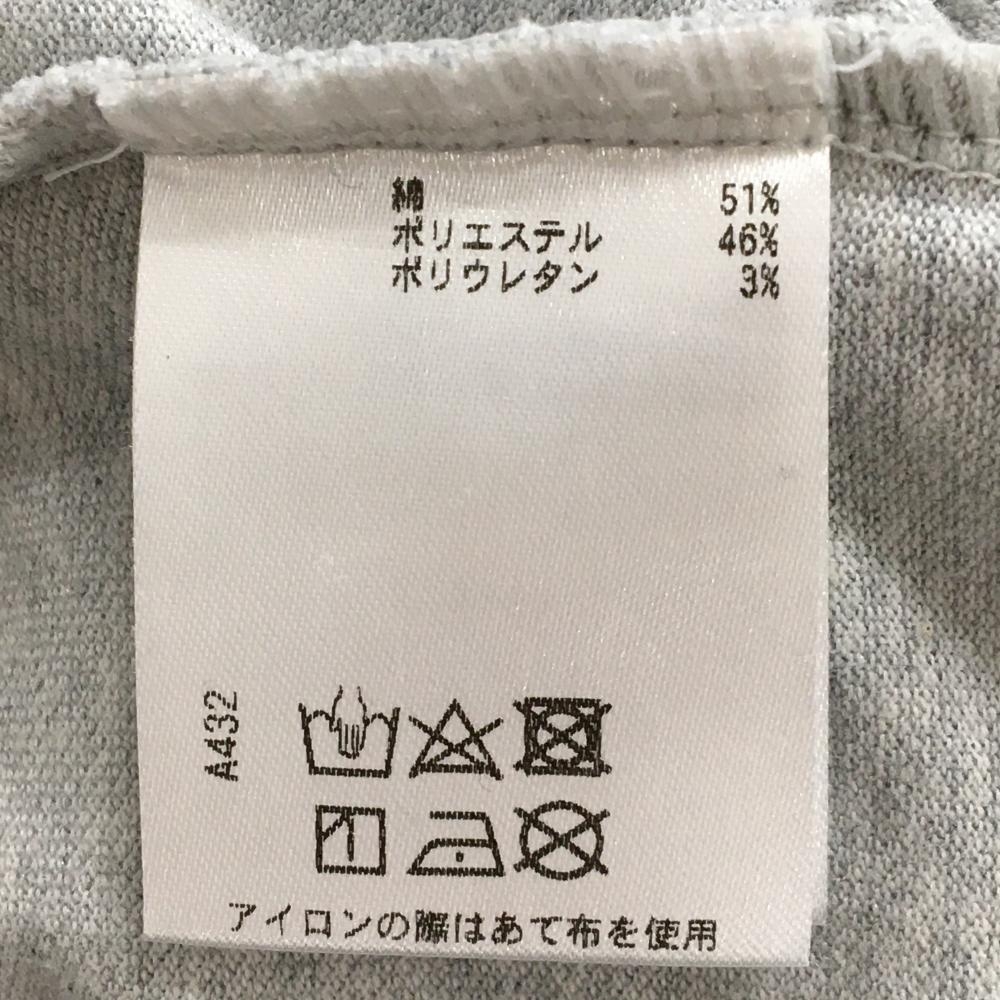 綿 51%
ポリエステル 46%
ポリウレタン 3%
A432
アイロンの際はあて布を使用